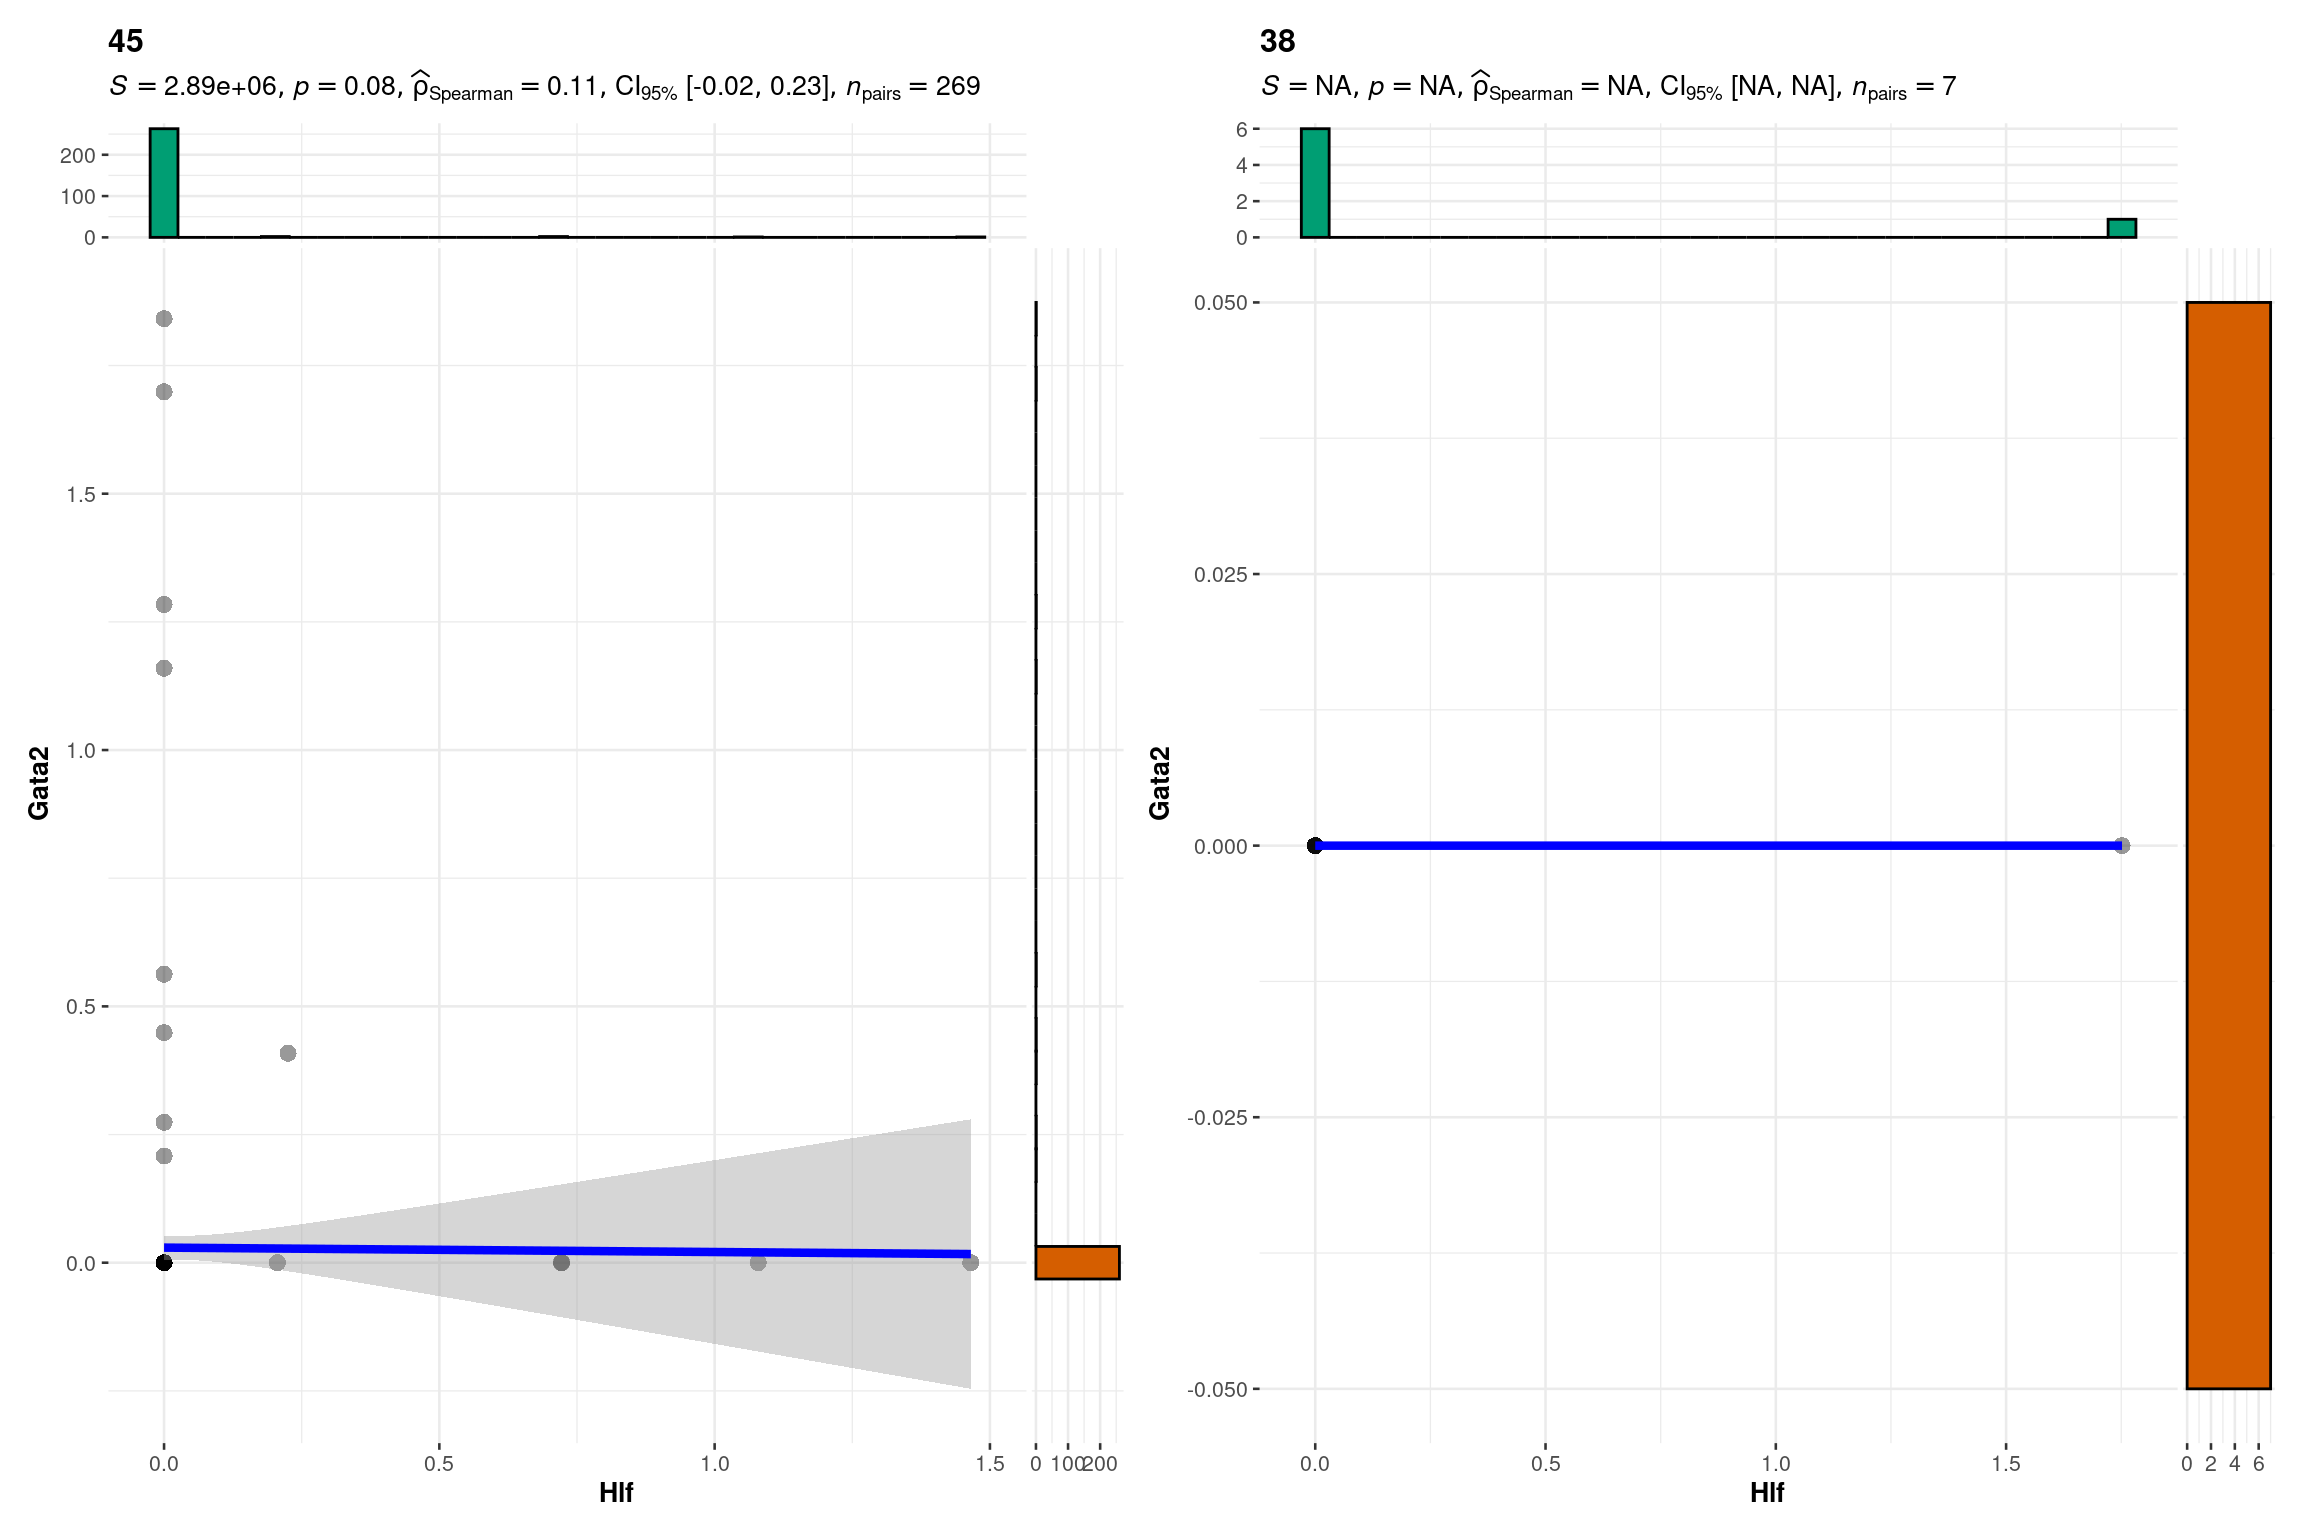 45
S = 2.89e+06, p = 0.08, ρ̂Spearman = 0.11, CI95% [-0.02, 0.23], npairs = 269
200
100
0
1.5
1.0
0.5
0.0
Gata2
0.0 0.5 1.0 1.5 0 100 200
Hlf
38
S = NA, p = NA, ρ̂Spearman = NA, CI95% [NA, NA], npairs = 7
6
4
2
0
0.050
0.025
0.000
-0.025
-0.050
Gata2
0.0 0.5 1.0 1.5 0 2 4 6
Hlf